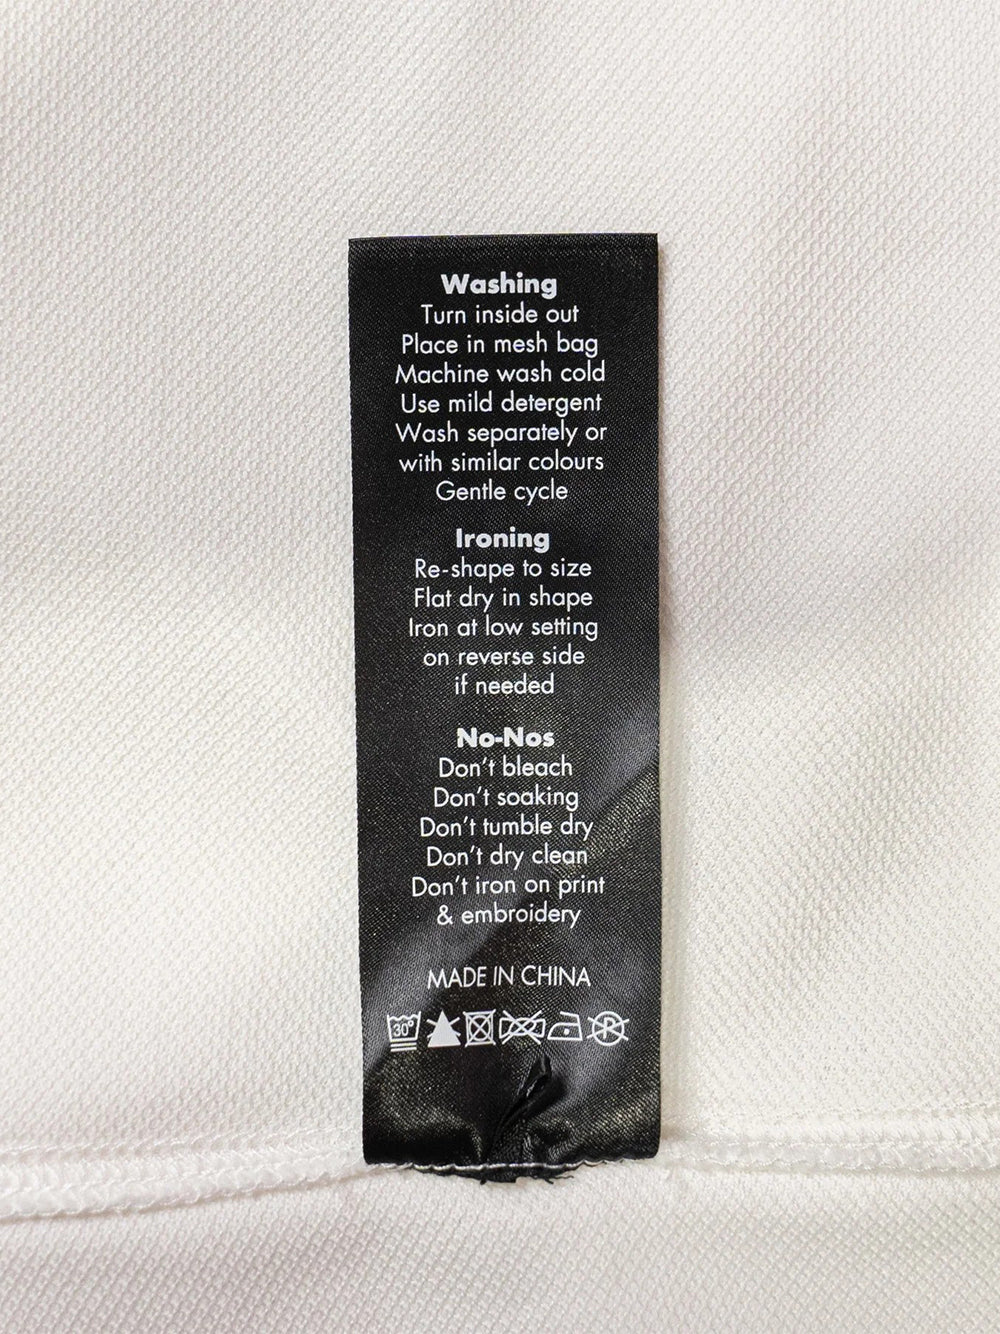 Washing
Turn inside out
Place in mesh bag
Machine wash cold
Use mild detergent
Wash separately or
with similar colours
Gentle cycle
Ironing
Re-shape to size
Flat dry in shape
Iron at low setting
on reverse side
if needed
No-Nos
Don't bleach
Don't soaking
Don't tumble dry
Don't dry clean
Don't iron on print
& embroidery
MADE IN CHINA
30° P